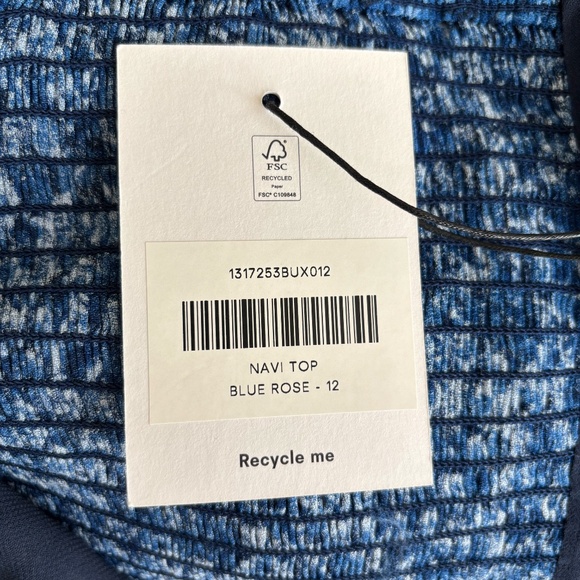 FSC
RECYCLED
Paper
FSC® C109848
1317253BUX012
NAVI TOP
BLUE ROSE - 12
Recycle me